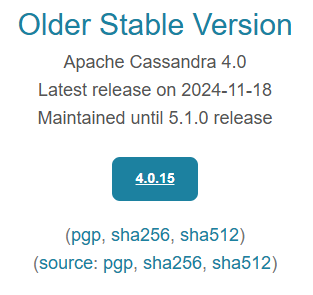 Older Stable Version
Apache Cassandra 4.0
Latest release on 2024-11-18
Maintained until 5.1.0 release
4.0.15
(pgp, sha256, sha512)
(source: pgp, sha256, sha512)